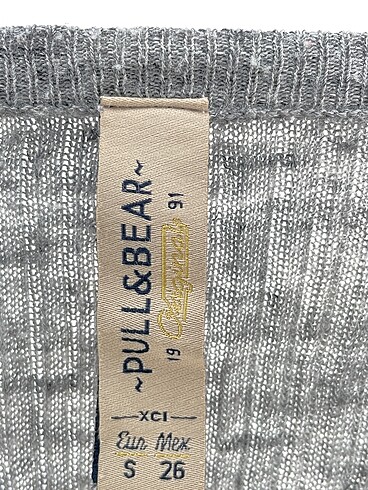 ~PULL&BEAR~
19 91
XCI
Eur Mex
S 26